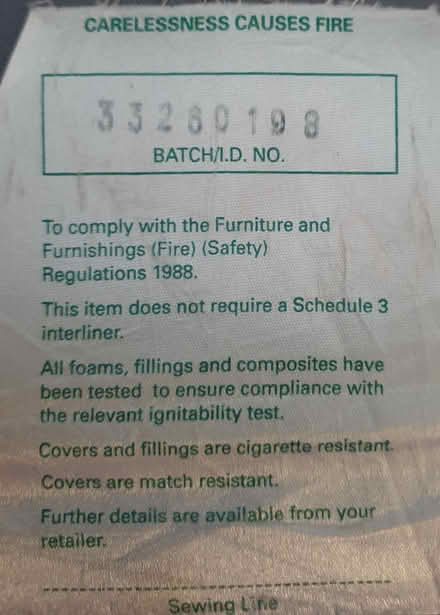 CARELESSNESS CAUSES FIRE
33260198
BATCH/I.D. NO.
To comply with the Furniture and
Furnishings (Fire) (Safety)
Regulations 1988.
This item does not require a Schedule 3
interliner.
All foams, fillings and composites have
been tested to ensure compliance with
the relevant ignitability test.
Covers and fillings are cigarette resistant.
Covers are match resistant.
Further details are available from your
retailer.
Sewing Line